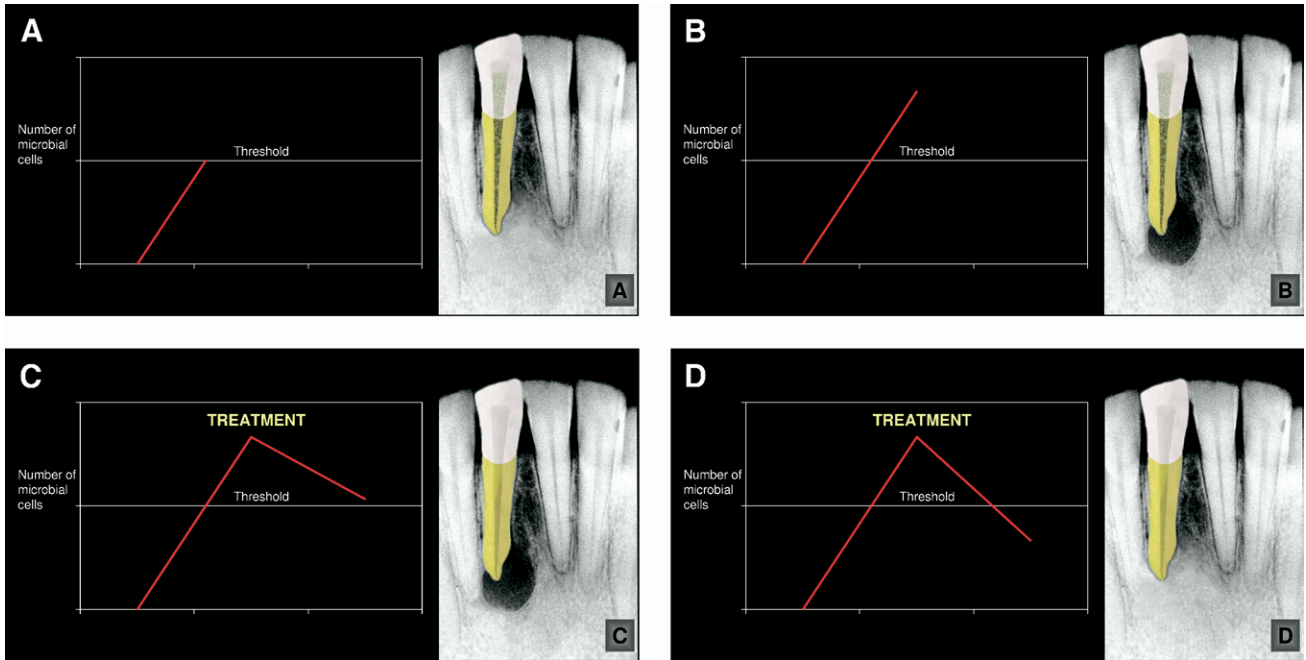 A
Number of
microbial
cells
Threshold
A
B
Number of
microbial
cells
Threshold
B
C
TREATMENT
Number of
microbial
cells
Threshold
C
D
TREATMENT
Number of
microbial
cells
Threshold
D